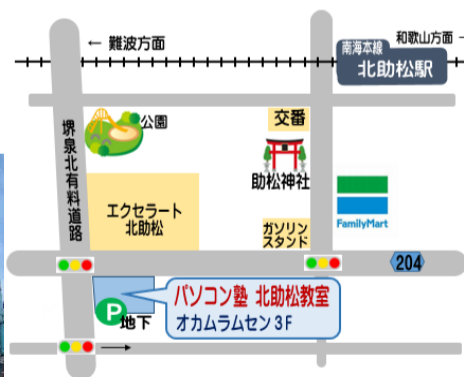 ← 難波方面
和歌山方面 →
南海本線
北助松駅
堺泉北有料道路
公園
交番
助松神社
エクセラート
北助松
ガソリン
スタンド
FamilyMart
204
パソコン塾 北助松教室
オカムラムセン3F
P
地下
→